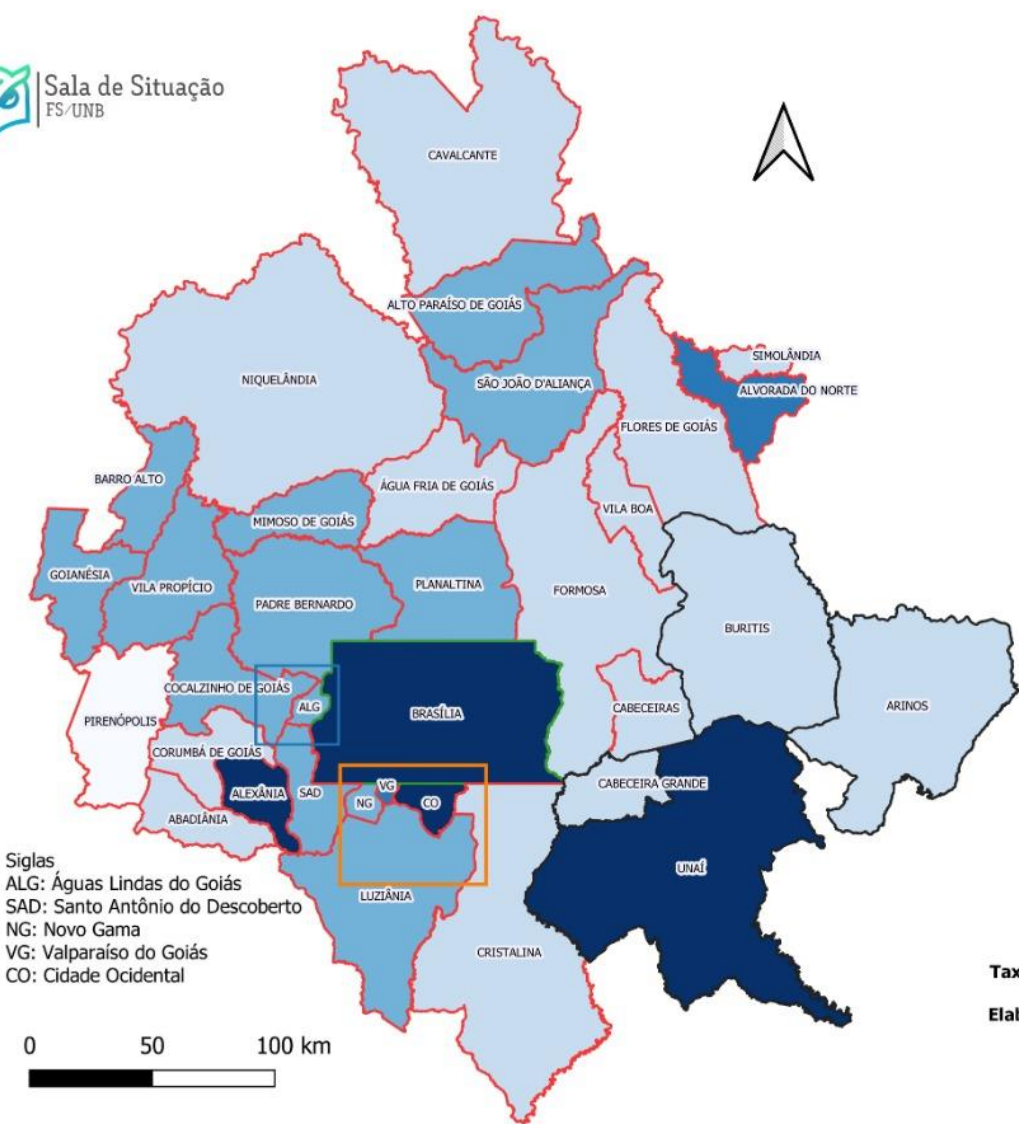 Sala de Situação
FS/UNB
CAVALCANTE
ALTO PARAÍSO DE GOIÁS
SIMOLÂNDIA
NIQUELÂNDIA
SÃO JOÃO D'ALIANÇA
ALVORADA DO NORTE
FLORES DE GOIÁS
BARRO ALTO
ÁGUA FRIA DE GOIÁS
VILA BOA
MIMOSO DE GOIÁS
GOIANÉSIA
VILA PROPÍCIO
PADRE BERNARDO
PLANALTINA
FORMOSA
BURITIS
COCALZINHO DE GOIÁS
ALG
BRASÍLIA
CABECEIRAS
ARINOS
PIRENÓPOLIS
CORUMBÁ DE GOIÁS
ALEXÂNIA
SAD
VG
NG
CO
CABECEIRA GRANDE
ABADIÂNIA
UNAÍ
LUZIÂNIA
CRISTALINA
Siglas
ALG: Águas Lindas do Goiás
SAD: Santo Antônio do Descoberto
NG: Novo Gama
VG: Valparaíso do Goiás
CO: Cidade Ocidental
Tax
Elab
0 50 100 km